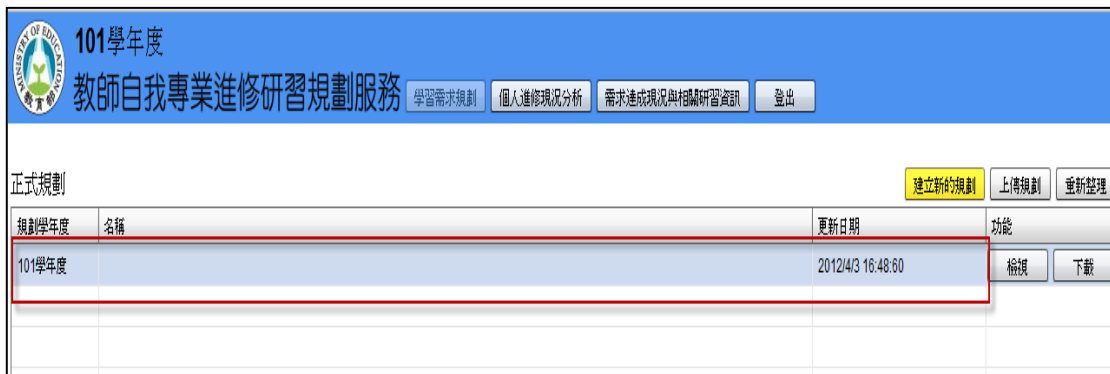 MINISTRY OF EDUCATION
教育部
101學年度
教師自我專業進修研習規劃服務 學習需求規劃 個人進修現況分析 需求達成現況與相關研習資訊 登出
正式規劃 建立新的規劃 上傳規劃 重新整理
規劃學年度 名稱 更新日期 功能
101學年度 2012/4/3 16:48:60 檢視 下載